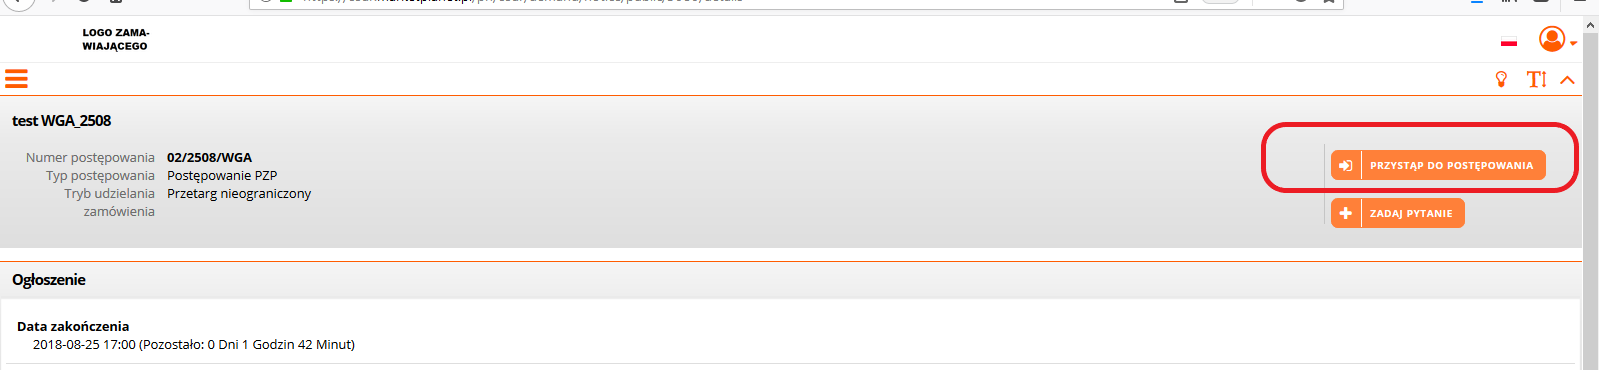 LOGO ZAMA-
WIAJĄCEGO
test WGA_2508
Numer postępowania 02/2508/WGA
Typ postępowania Postępowanie PZP
Tryb udzielania Przetarg nieograniczony
zamówienia
PRZYSTĄP DO POSTĘPOWANIA
ZADAJ PYTANIE
Ogłoszenie
Data zakończenia
2018-08-25 17:00 (Pozostało: 0 Dni 1 Godzin 42 Minut)